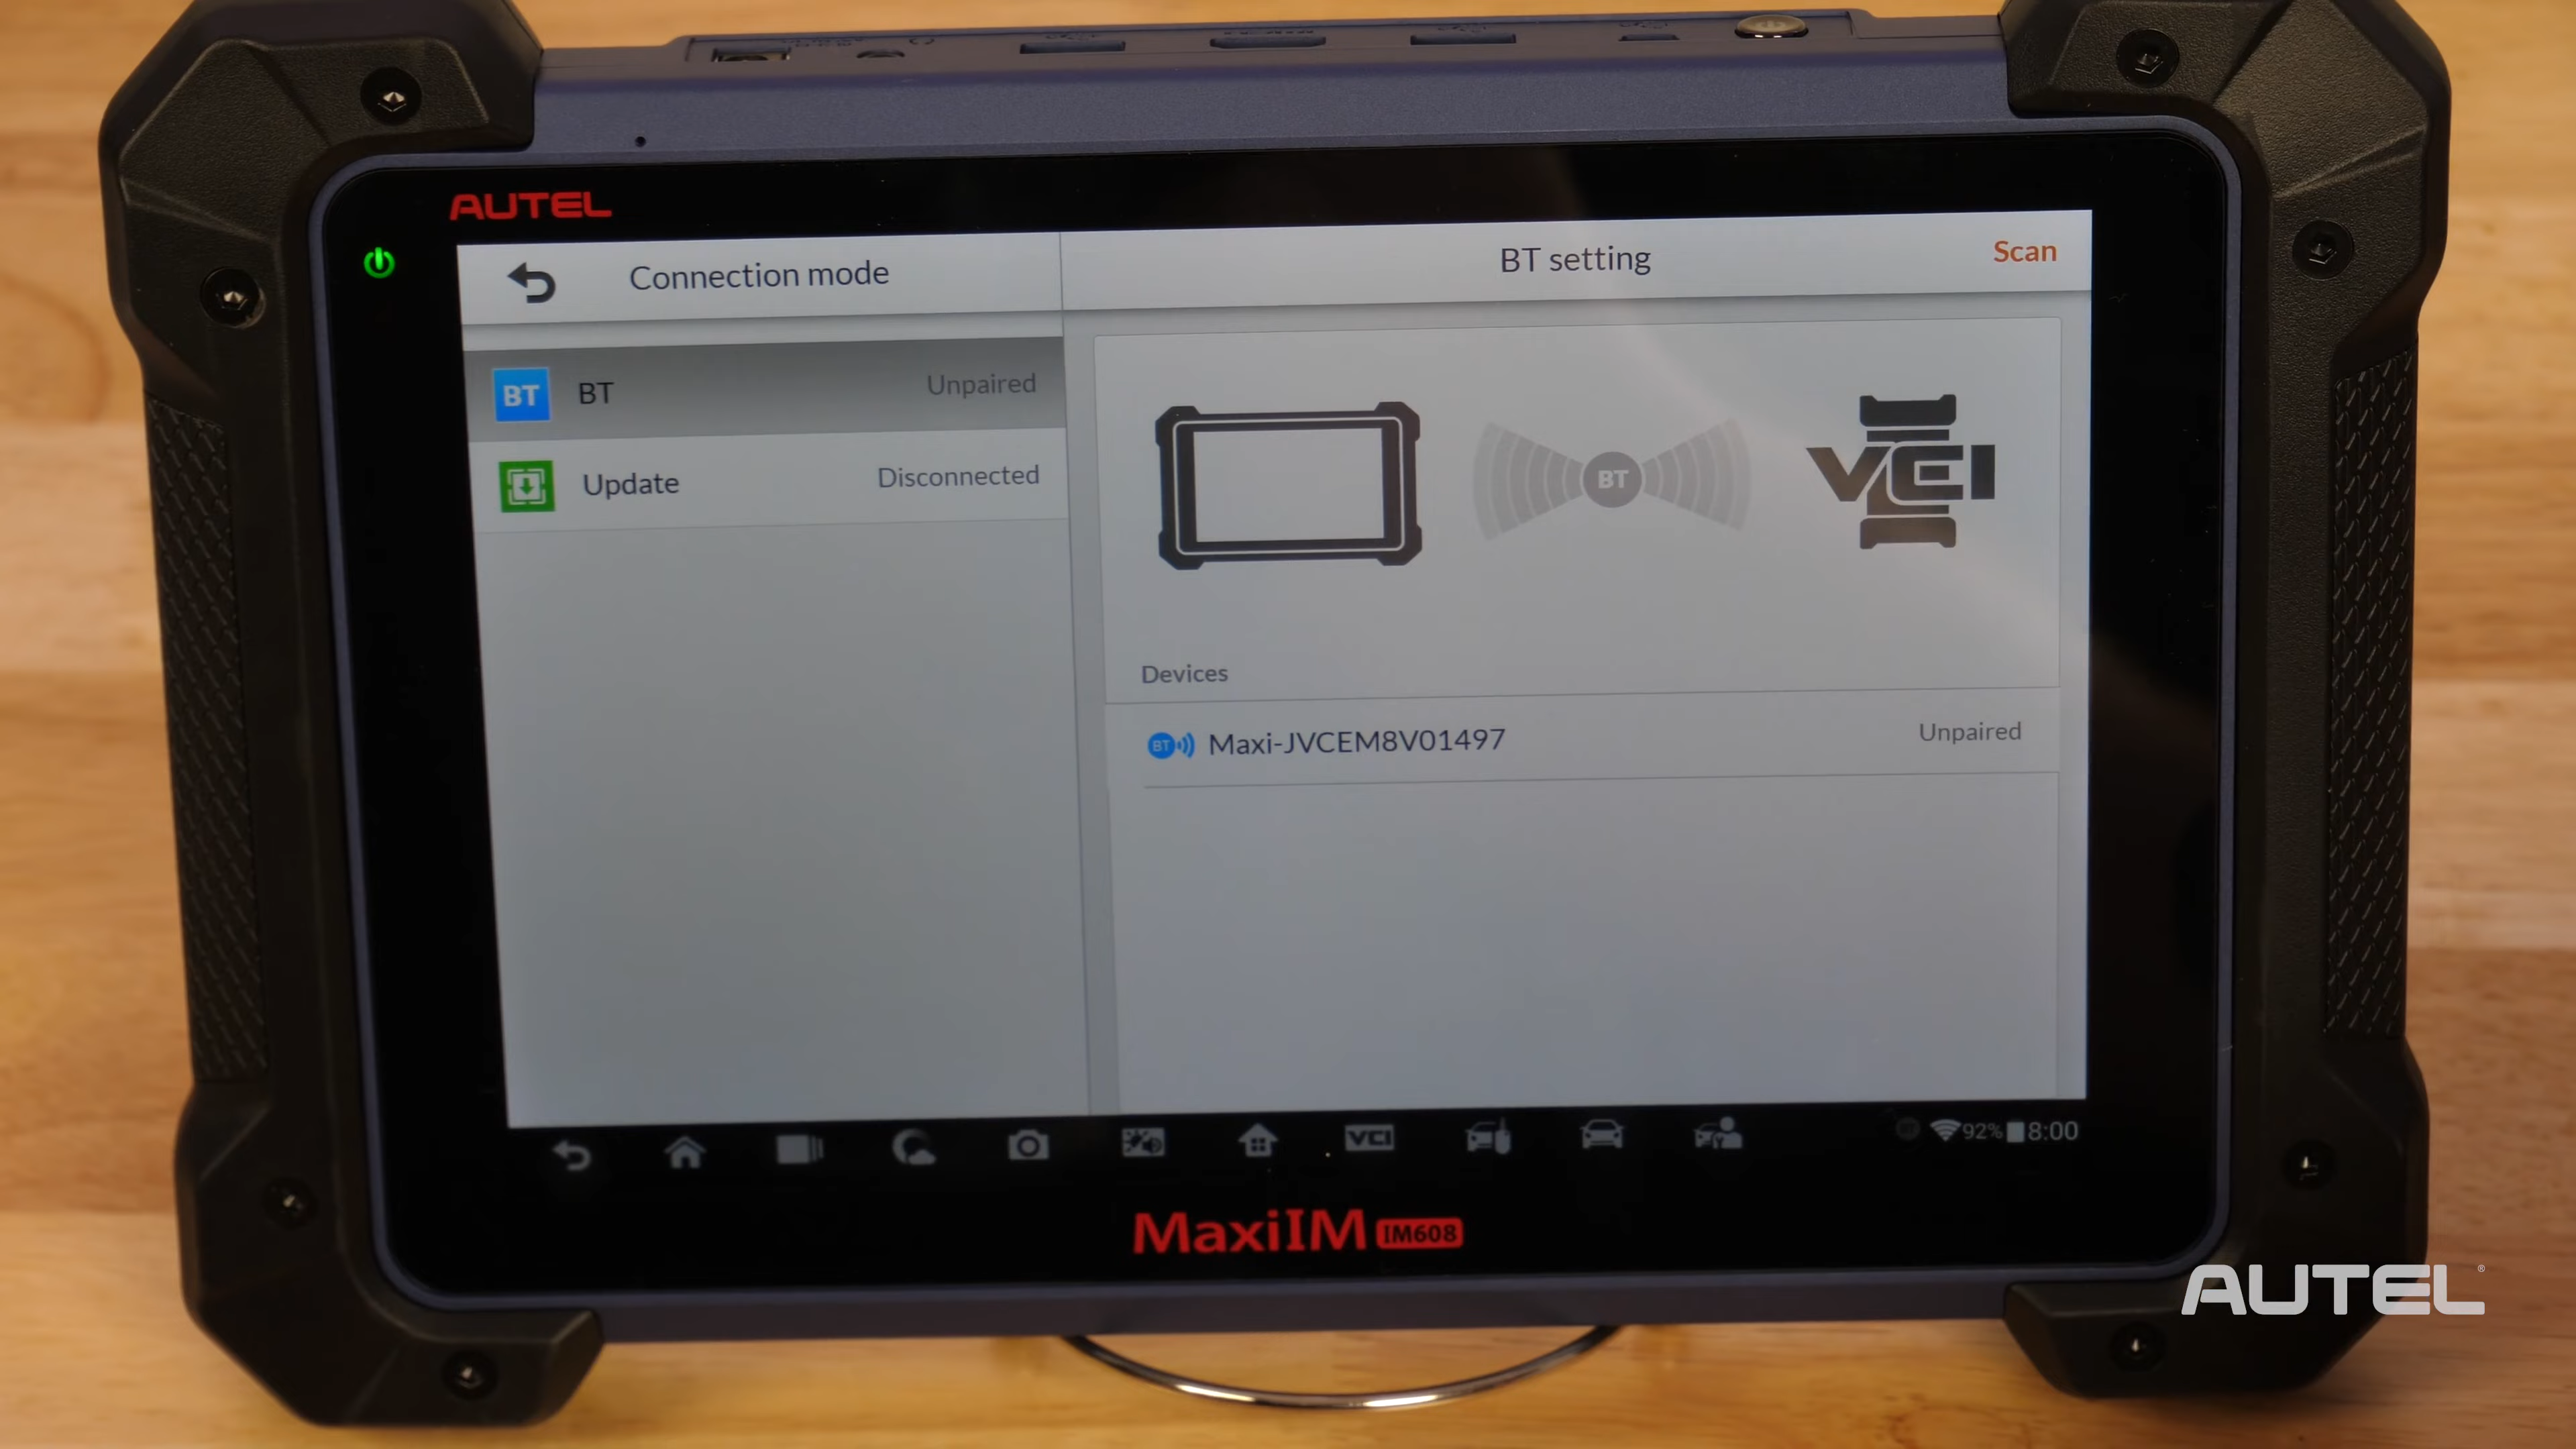 AUTEL
Connection mode
BT setting
Scan
BT BT Unpaired
Update Disconnected
BT
VCI
Devices
BT Maxi-JVCEM8V01497 Unpaired
VCI
92% 8:00
MaxiIM IM608
AUTEL®